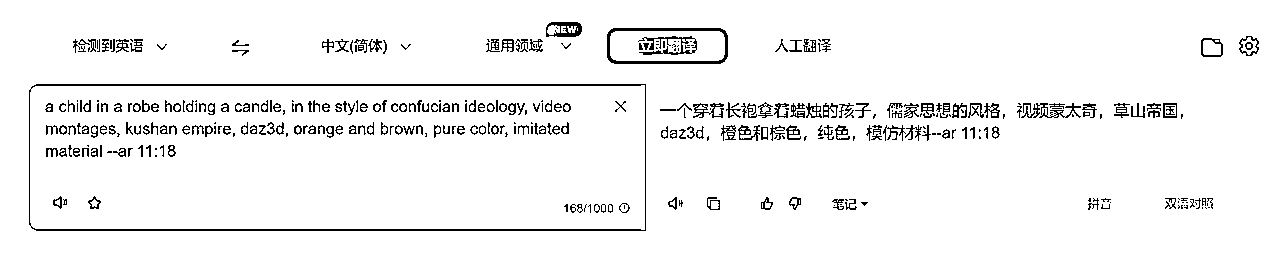 检测到英语
中文(简体)
通用领域
NEW
立即翻译
人工翻译
a child in a robe holding a candle, in the style of confucian ideology, video
montages, kushan empire, daz3d, orange and brown, pure color, imitated
material --ar 11:18
168/1000
一个穿着长袍拿着蜡烛的孩子，儒家思想的风格，视频蒙太奇，草山帝国，
daz3d，橙色和棕色，纯色，模仿材料--ar 11:18
笔记
拼音
双语对照